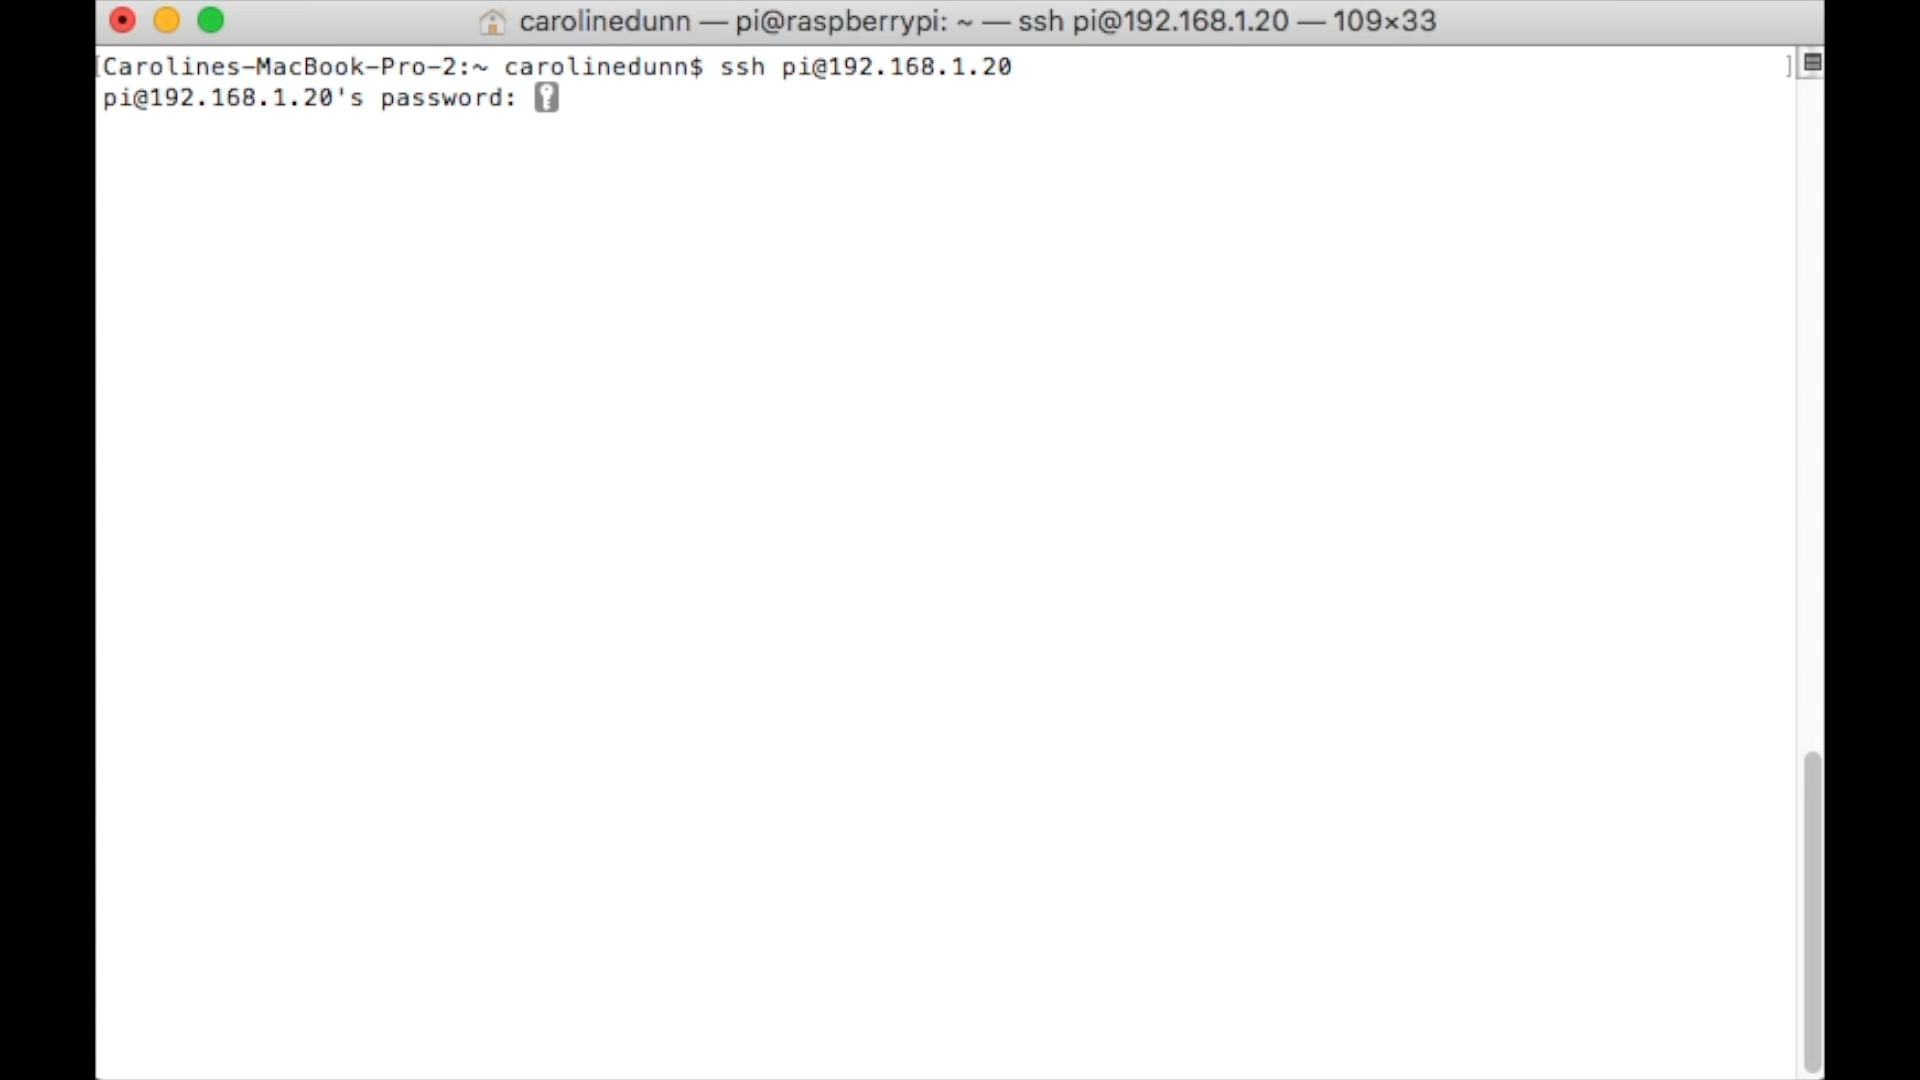 carolinedunn — pi@raspberrypi: ~ — ssh pi@192.168.1.20 — 109×33
[Carolines-MacBook-Pro-2:~ carolinedunn$ ssh pi@192.168.1.20 ]
pi@192.168.1.20's password: